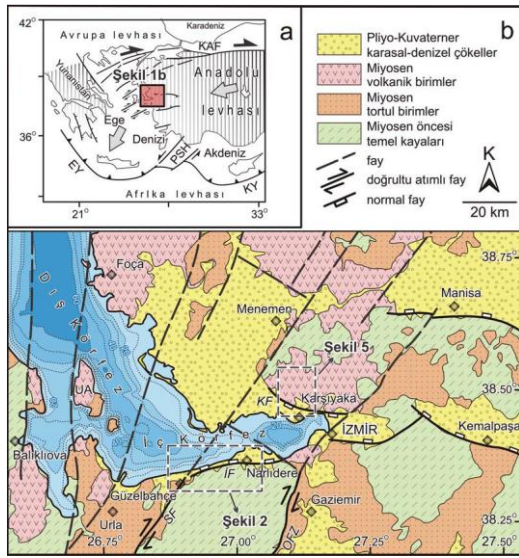 42°
Karadeniz
Avrupa levhası
KAF
a
Şekil-1b
Yunanistan
Anadolu
levhası
Ege
36°
Denizi
PSH
Akdeniz
EY
KY
Afrika levhası
21°
33°
b
Pliyo-Kuvaterner
karasal-denizel çökeller
Miyosen
volkanik birimler
Miyosen
tortul birimler
Miyosen öncesi
temel kayaları
fay
doğrultu atımlı fay
normal fay
K
20 km
38.75°
Foça
Dış Körfez
Menemen
Manisa
Şekil 5
38.50°
UA
KF
Karşıyaka
İç Körfez
İZMİR
Kemalpaşa
Balıklıova
İF
Narlıdere
Güzelbahçe
Gaziemir
Urla
SF
Şekil 2
OFZ
38.25°
26.75°
27.00°
27.25°
27.50°